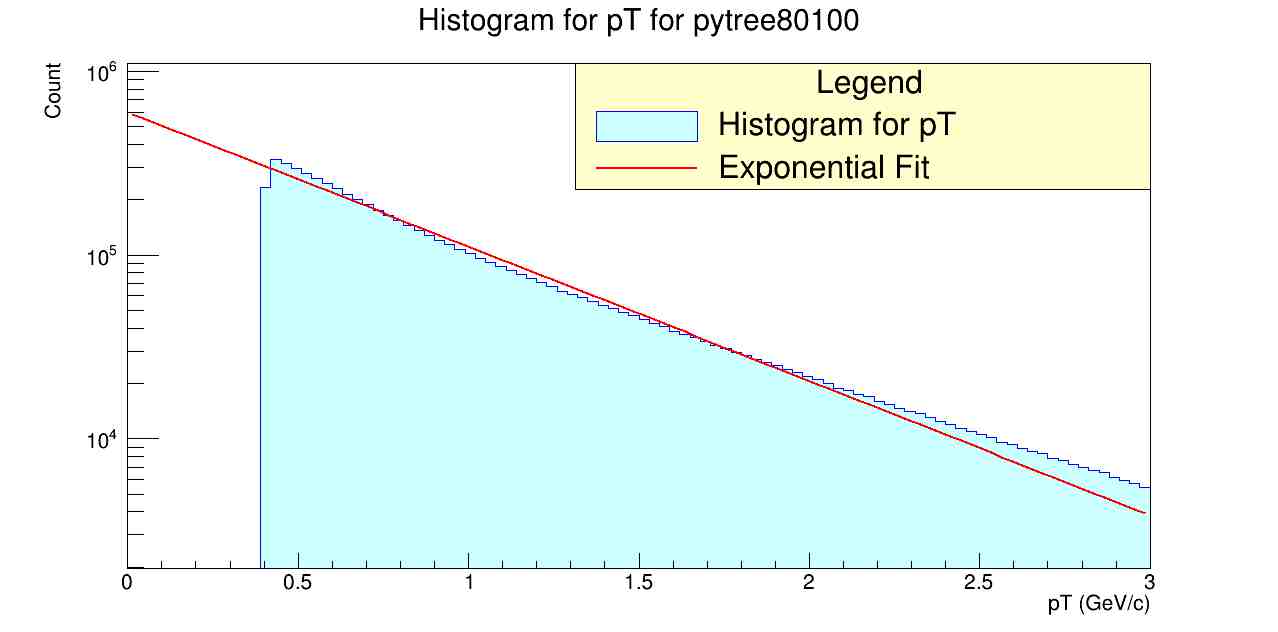 Histogram for pT for pytree80100
Count
Legend
Histogram for pT
Exponential Fit
10⁶
10⁵
10⁴
0 0.5 1 1.5 2 2.5 3
pT (GeV/c)